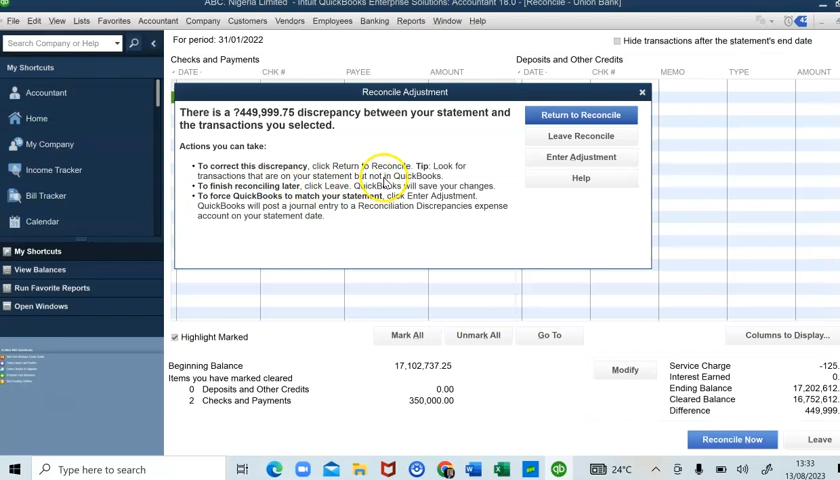 ABC. Nigeria Limited - Intuit QuickBooks Enterprise Solutions: Accountant 18.0 - [Reconcile - Union Bank]
File Edit View Lists Favorites Accountant Company Customers Vendors Employees Banking Reports Window Help
42
Search Company or Help
For period: 31/01/2022
Hide transactions after the statement's end date
My Shortcuts
Checks and Payments
Deposits and Other Credits
DATE CHK # PAYEE AMOUNT DATE CHK # MEMO TYPE AMOUNT
Accountant
Home
My Company
Income Tracker
Bill Tracker
Calendar
Reconcile Adjustment
There is a ?449,999.75 discrepancy between your statement and
the transactions you selected.
Actions you can take:
• To correct this discrepancy, click Return to Reconcile. Tip: Look for
transactions that are on your statement but not in QuickBooks.
• To finish reconciling later, click Leave. QuickBooks will save your changes.
• To force QuickBooks to match your statement, click Enter Adjustment.
QuickBooks will post a journal entry to a Reconciliation Discrepancies expense
account on your statement date.
Return to Reconcile
Leave Reconcile
Enter Adjustment
Help
My Shortcuts
View Balances
Run Favorite Reports
Open Windows
Highlight Marked
Mark All
Unmark All
Go To
Columns to Display...
Beginning Balance 17,102,737.25
Items you have marked cleared
0 Deposits and Other Credits 0.00
2 Checks and Payments 350,000.00
Modify
Service Charge -125.
Interest Earned 0.
Ending Balance 17,202,612.
Cleared Balance 16,752,612.
Difference 449,999.
Reconcile Now
Leave
Type here to search
24°C
13:33
13/08/2023